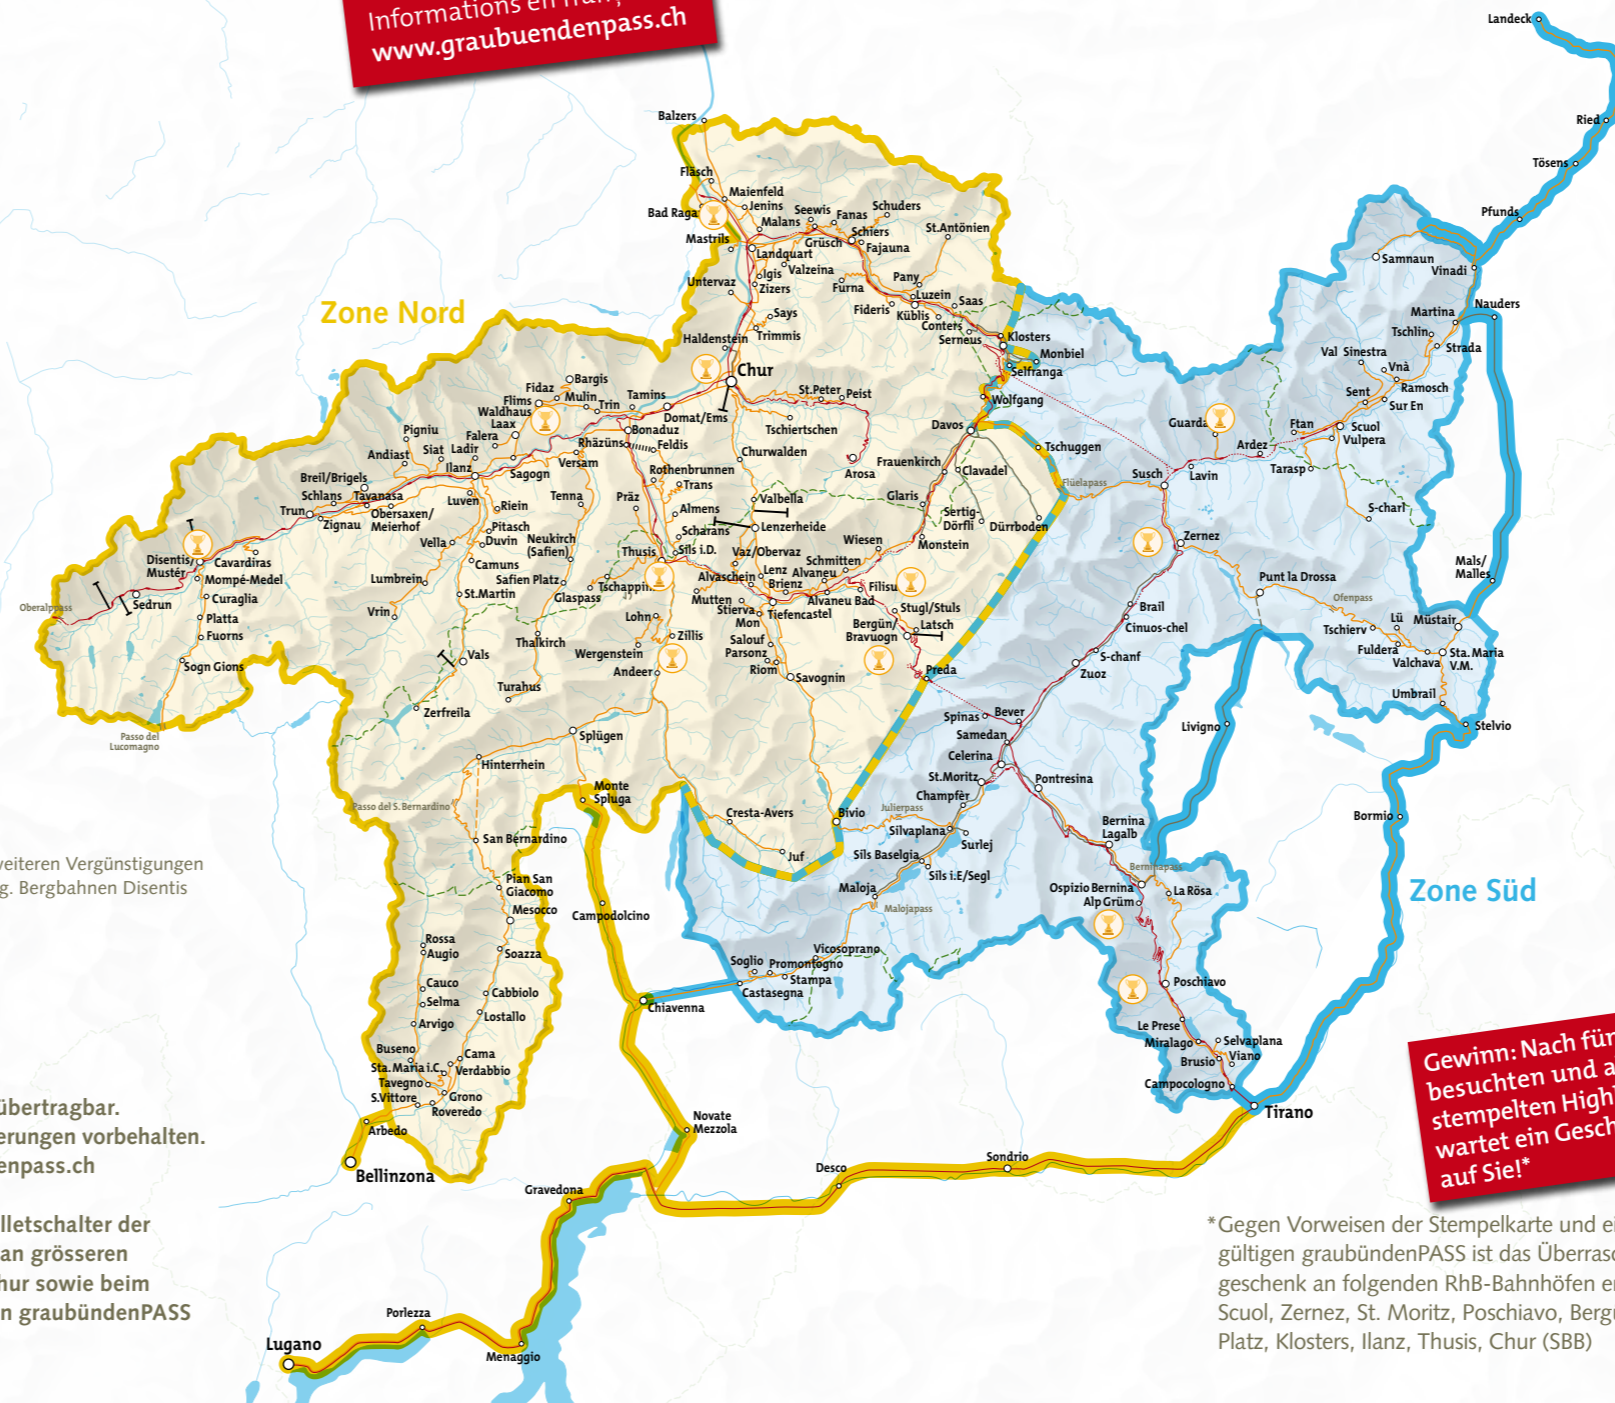 Informations en fran
www.graubuendenpass.ch
Landeck
Ried
Tösens
Pfunds
Balzers
Fläsch
Maienfeld
Jenins
Bad Raga
Malans
Seewis
Fanas
Schuders
St.Antönien
Mastrils
Landquart
Grüsch
Schiers
Fajauna
Igis
Valzeina
Zizers
Untervaz
Furna
Pany
Luzein
Saas
Fideris
Küblis
Conters
Serneus
Klosters
Monbiel
Selfranga
Samnaun
Vinadi
Nauders
Martina
Tschlin
Strada
Val Sinestra
Vnà
Ramosch
Sent
Sur En
Zone Nord
Says
Trimmis
Haldenstein
Chur
Bargis
Fidaz
Mulin
Trin
Tamins
Flims
Waldhaus
Laax
Falera
Domat/Ems
Bonaduz
St.Peter
Peist
Tschiertschen
Wolfgang
Davos
Tschuggen
Guarda
Ftan
Scuol
Vulpera
Ardez
Tarasp
Susch
Lavin
Flüelapass
S-charl
Pigniu
Siat
Ladir
Andiast
Ilanz
Sagogn
Versam
Rhäzüns
Feldis
Churwalden
Arosa
Frauenkirch
Clavadel
Rothenbrunnen
Trans
Breil/Brigels
Schlans
Tavanasa
Trun
Zignau
Obersaxen/
Meierhof
Luven
Riein
Tenna
Präz
Almens
Valbella
Glaris
Sertig-
Dörfli
Dürrboden
Scharans
Lenzerheide
Pitasch
Duvin
Neukirch
(Safien)
Vella
Thusis
Sils i.D.
Vaz/Obervaz
Wiesen
Schmitten
Monstein
Zernez
Disentis/
Mustér
Cavardiras
Mompé-Medel
Camuns
Lumbrein
St.Martin
Safien Platz
Glaspass
Tschappin
Alvaschein
Lenz
Brienz
Alvaneu
Filisu
Punt la Drossa
Mals/
Malles
Oberalppass
Sedrun
Curaglia
Platta
Fuorns
Vrin
Mutten
Stierva
Mon
Tiefencastel
Alvaneu Bad
Stugl/Stuls
Latsch
Bergün/
Bravuogn
Ofenpass
Brail
Cinuos-chel
Lü
Müstair
Tschierv
Fuldera
Valchava
Sta. Maria
V.M.
Lohn
Zillis
Thalkirch
Wergenstein
Salouf
Parsonz
Riom
Savognin
Sogn Gions
Vals
Andeer
Preda
S-chanf
Zuoz
Umbrail
Turahus
Zerfreila
Passo del
Lucomagno
Splügen
Spinas
Bever
Samedan
Celerina
Livigno
Stelvio
Hinterrhein
St.Moritz
Pontresina
Monte
Spluga
Champfèr
Passo del S. Bernardino
Cresta-Avers
Bivio
Julierpass
Silvaplana
Surlej
Bernina
Lagalb
Bormio
San Bernardino
Juf
Sils Baselgia
Sils i.E/Segl
Berninapass
Pian San
Giacomo
Maloja
Malojapass
Ospizio Bernina
Alp Grüm
La Rösa
Zone Süd
Mesocco
Campodolcino
Rossa
Augio
Soazza
Vicosoprano
Soglio
Promontogno
Stampa
Castasegna
Poschiavo
Cauco
Selma
Cabbiolo
Lostallo
Arvigo
Chiavenna
Le Prese
Miralago
Selvaplana
Viano
Brusio
Campocologno
Tirano
Buseno
Cama
Sta. Maria i.C.
Verdabbio
Tavegno
S.Vittore
Grono
Roveredo
Arbedo
Bellinzona
Novate
Mezzola
Desco
Sondrio
Gravedona
Porlezza
Menaggio
Lugano
weiteren Vergünstigungen
g. Bergbahnen Disentis
übertragbar.
erungen vorbehalten.
enpass.ch
lletschalter der
an grösseren
hur sowie beim
n graubündenPASS
Gewinn: Nach fün
besuchten und a
stempelten High
wartet ein Gesch
auf Sie!*
*Gegen Vorweisen der Stempelkarte und ei
gültigen graubündenPASS ist das Überrasc
geschenk an folgenden RhB-Bahnhöfen er
Scuol, Zernez, St. Moritz, Poschiavo, Berg
Platz, Klosters, Ilanz, Thusis, Chur (SBB)